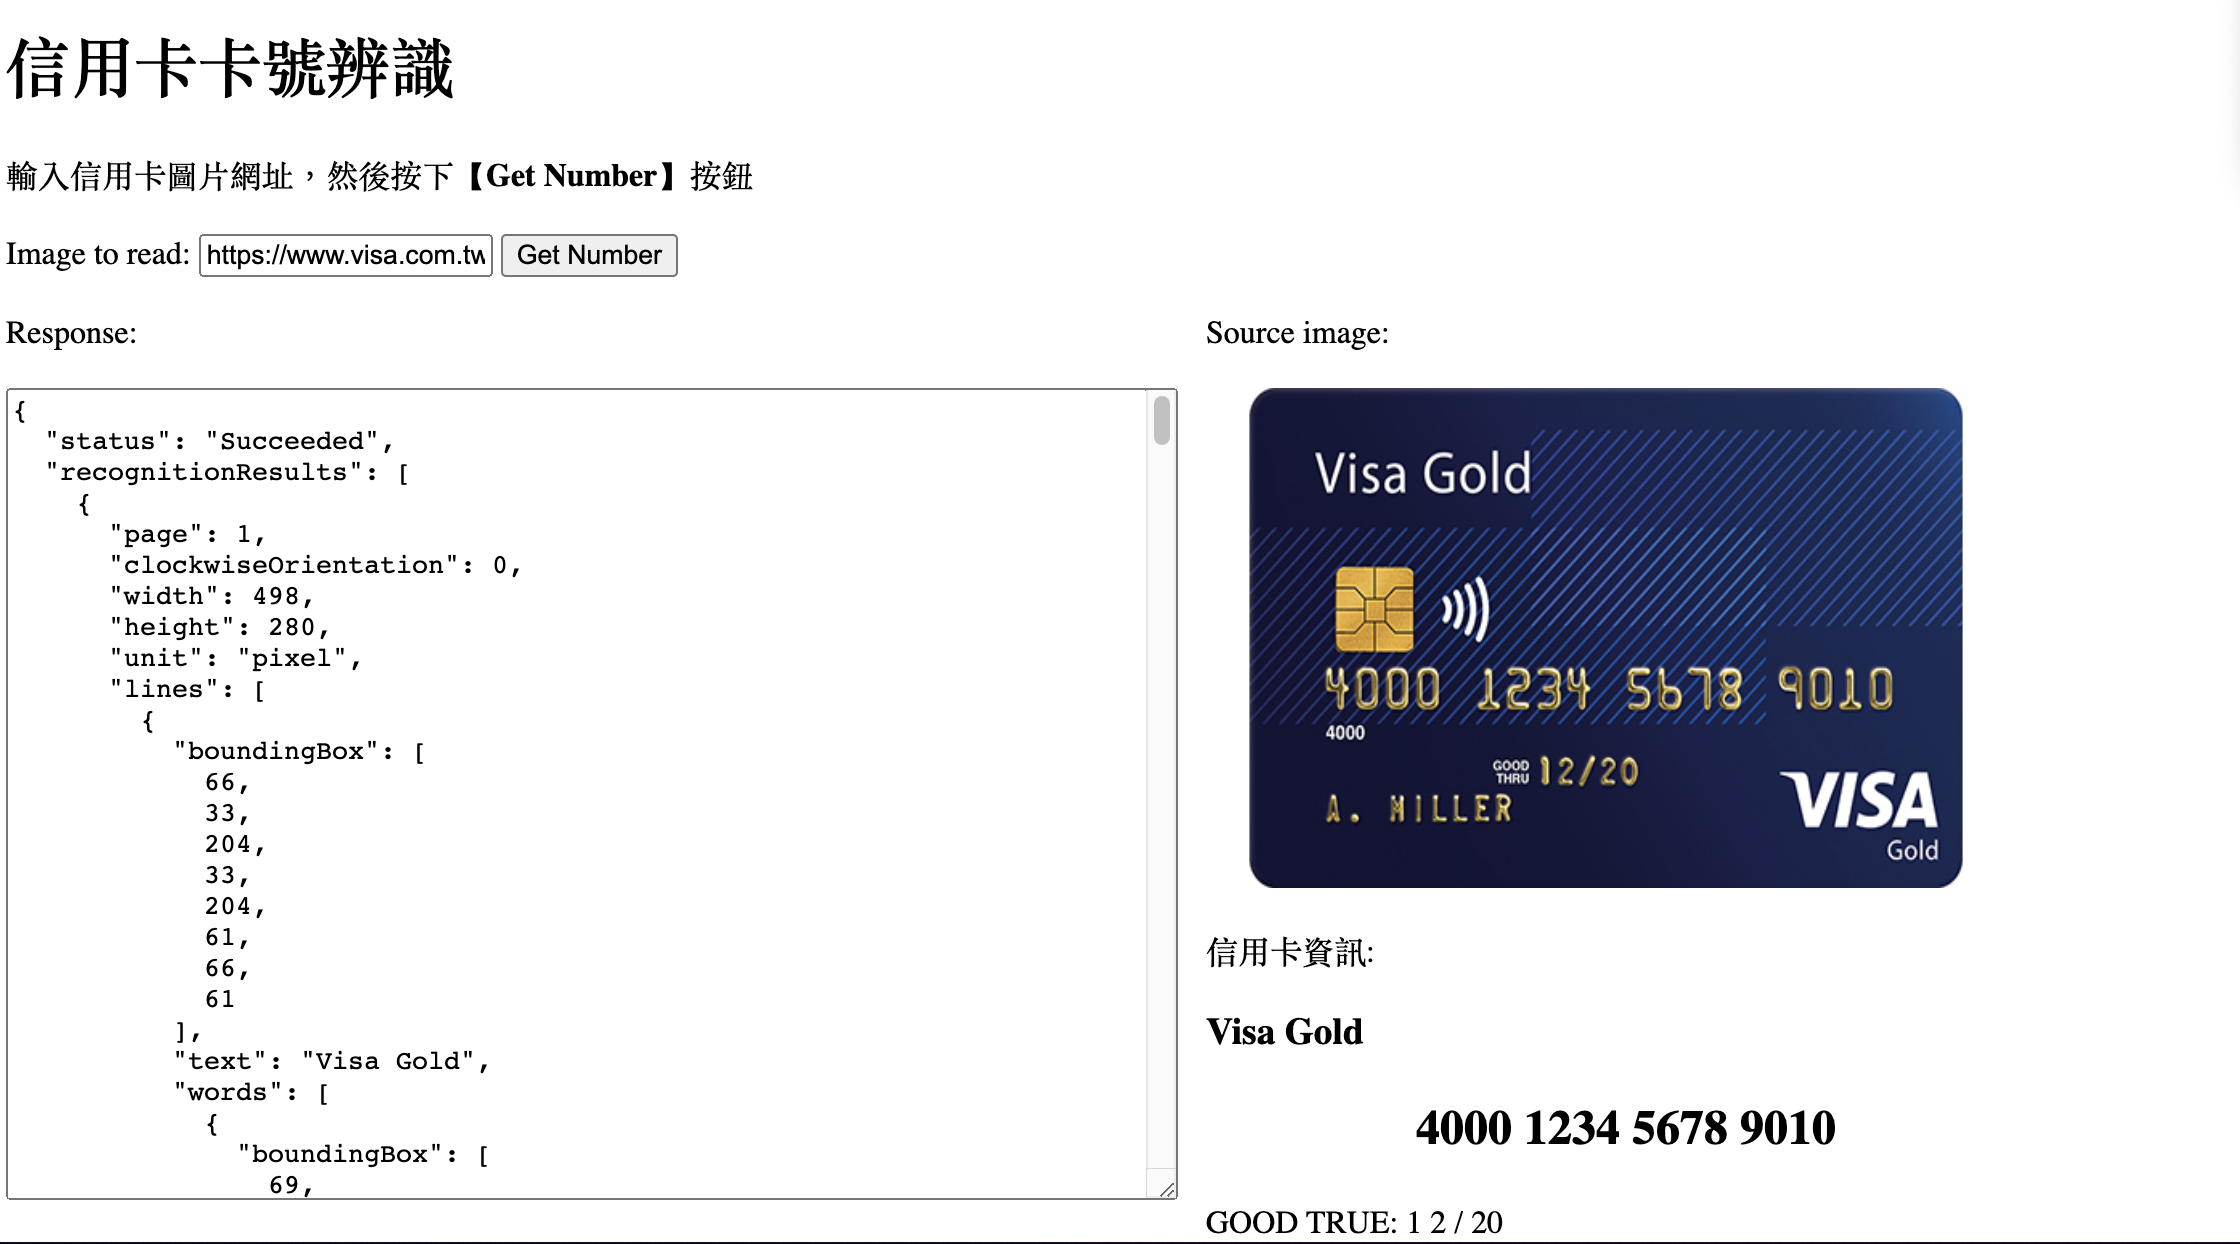 信用卡卡號辨識
輸入信用卡圖片網址，然後按下【Get Number】按鈕
Image to read: https://www.visa.com.tw Get Number
Response:
{
  "status": "Succeeded",
  "recognitionResults": [
    {
      "page": 1,
      "clockwiseOrientation": 0,
      "width": 498,
      "height": 280,
      "unit": "pixel",
      "lines": [
        {
          "boundingBox": [
            66,
            33,
            204,
            33,
            204,
            61,
            66,
            61
          ],
          "text": "Visa Gold",
          "words": [
            {
              "boundingBox": [
                69,
Source image:
Visa Gold
4000 1234 5678 9010
4000
GOOD THRU 12/20
A. MILLER
VISA
Gold
信用卡資訊:
Visa Gold
4000 1234 5678 9010
GOOD TRUE: 1 2 / 20